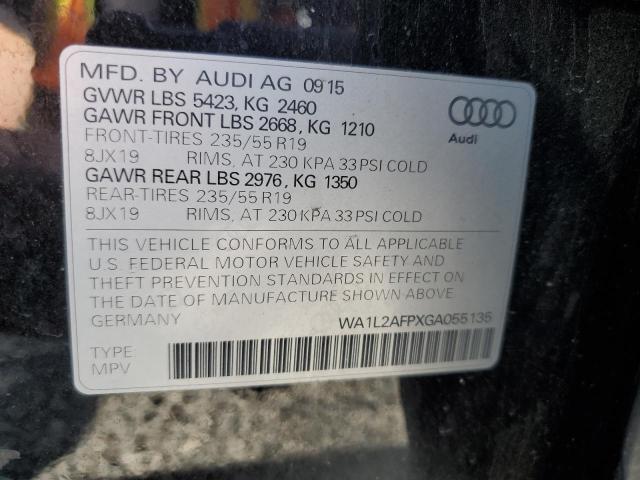 MFD. BY AUDI AG 0915
GVWR LBS 5423, KG 2460
GAWR FRONT LBS 2668, KG 1210
FRONT-TIRES 235/55 R19
8JX19 RIMS, AT 230 KPA 33 PSI COLD
GAWR REAR LBS 2976, KG 1350
REAR-TIRES 235/55 R19
8JX19 RIMS, AT 230 KPA 33 PSI COLD
Audi
THIS VEHICLE CONFORMS TO ALL APPLICABLE
U.S. FEDERAL MOTOR VEHICLE SAFETY AND
THEFT PREVENTION STANDARDS IN EFFECT ON
THE DATE OF MANUFACTURE SHOWN ABOVE.
GERMANY WA1L2AFPXGA055135
TYPE:
MPV